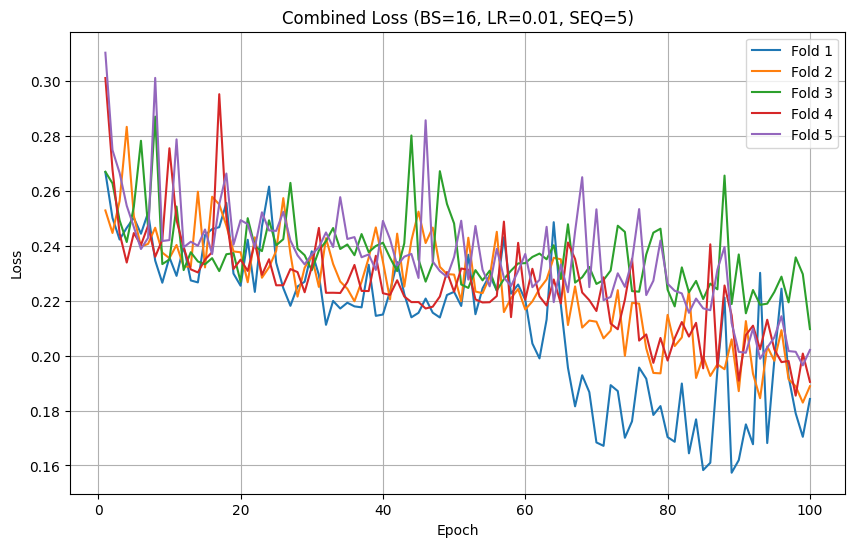 Combined Loss (BS=16, LR=0.01, SEQ=5)
Fold 1
Fold 2
Fold 3
Fold 4
Fold 5
0.30
0.28
0.26
0.24
0.22
0.20
0.18
0.16
Loss
0 20 40 60 80 100
Epoch